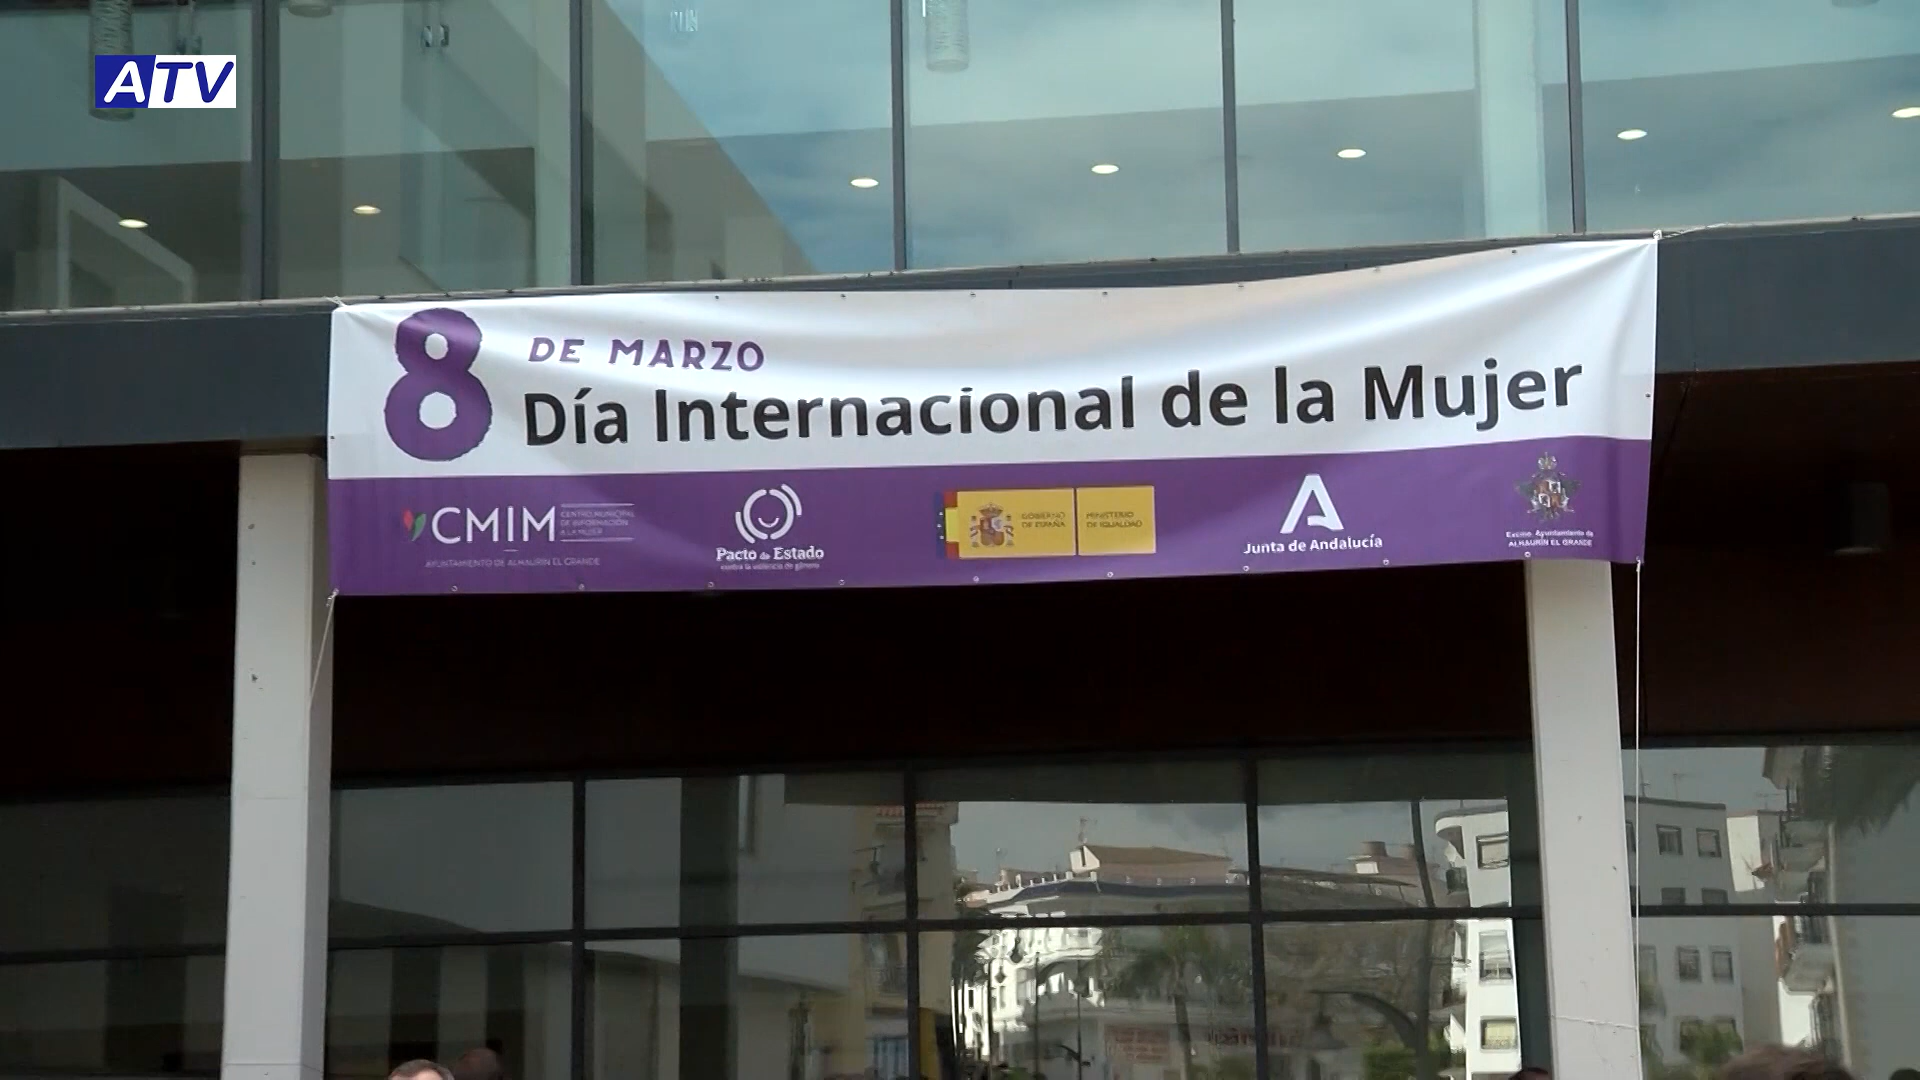 ATV
8 DE MARZO
Día Internacional de la Mujer
CMIM
CENTRO MUNICIPAL
DE INFORMACIÓN
A LA MUJER
AYUNTAMIENTO DE ALHAURÍN EL GRANDE
Pacto de Estado
contra la violencia de género
GOBIERNO
DE ESPAÑA
MINISTERIO
DE IGUALDAD
Junta de Andalucía
Excmo. Ayuntamiento de
ALHAURÍN EL GRANDE